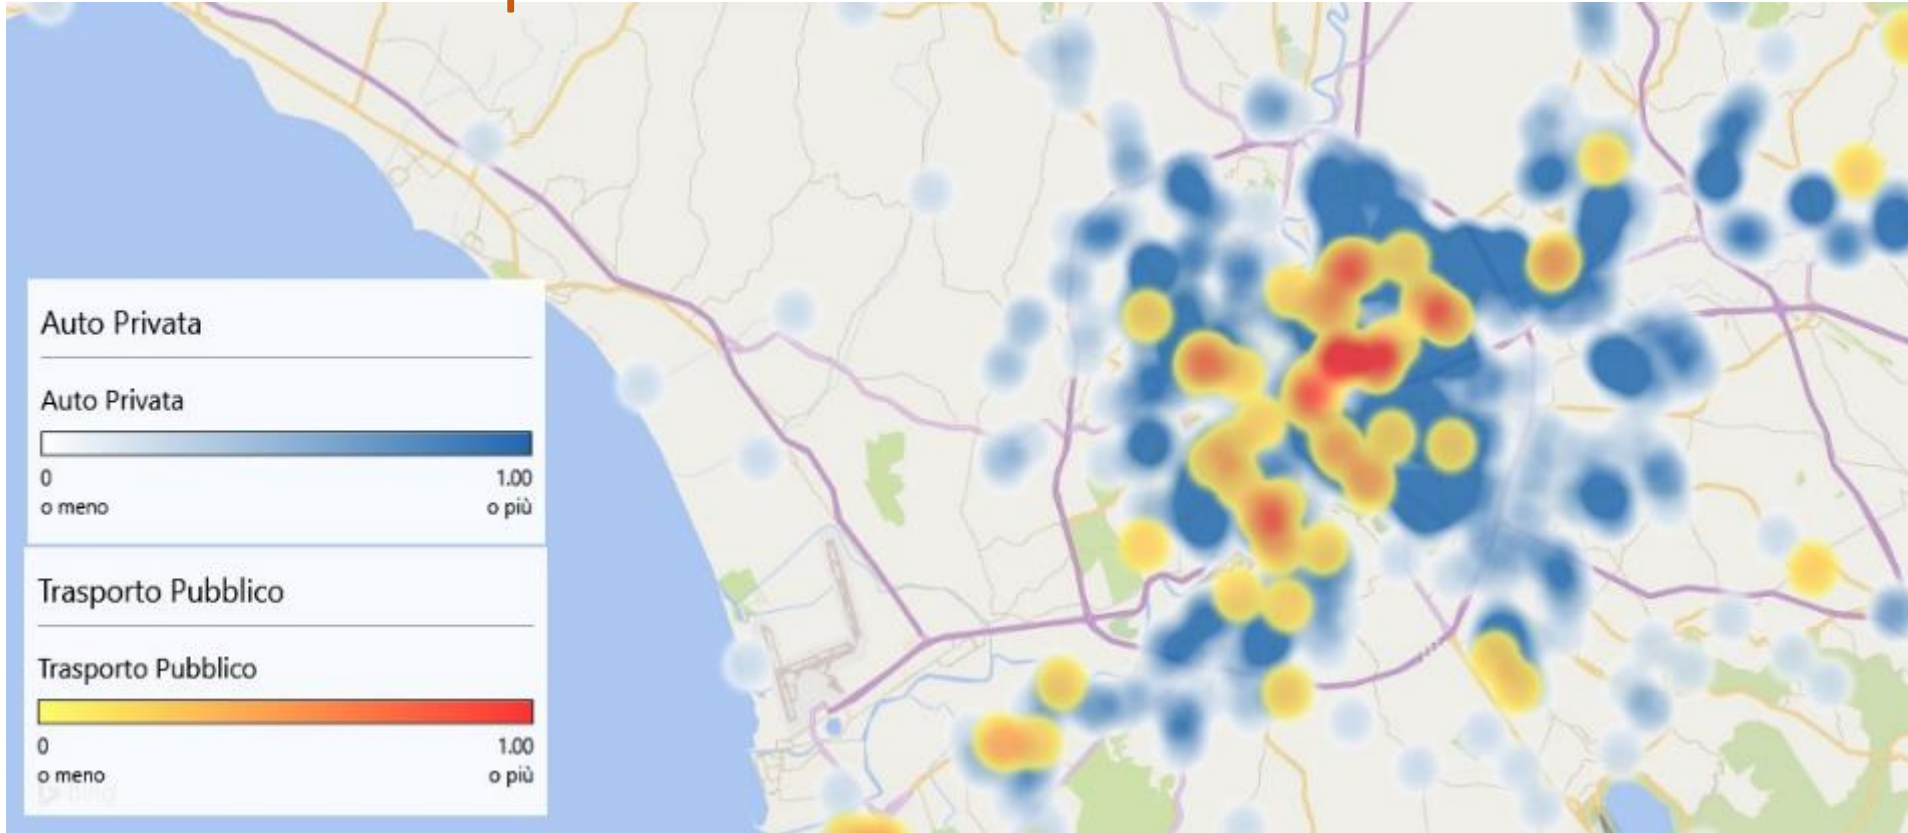 Auto Privata
Auto Privata
0
1.00
o meno
o più
Trasporto Pubblico
Trasporto Pubblico
0
1.00
o meno
o più